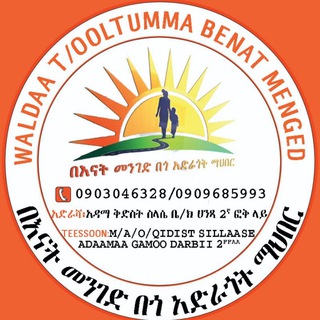 WALDAA T/OOLTUMMA BENAT MENGED
በእናት መንገድ በጎ አድራጎት ማህበር
0903046328/0909685993
አድራሻ:አዳማ ቅድስት ስላሴ ቤ/ክ ህንጻ 2ኛ ፎቅ ላይ
TEESSOON:M/A/O/QIDIST SILLAASE
ADAAMAA GAMOO DARBII 2FFAA
በእናት መንገድ በጎ አድራጎት ማህበር